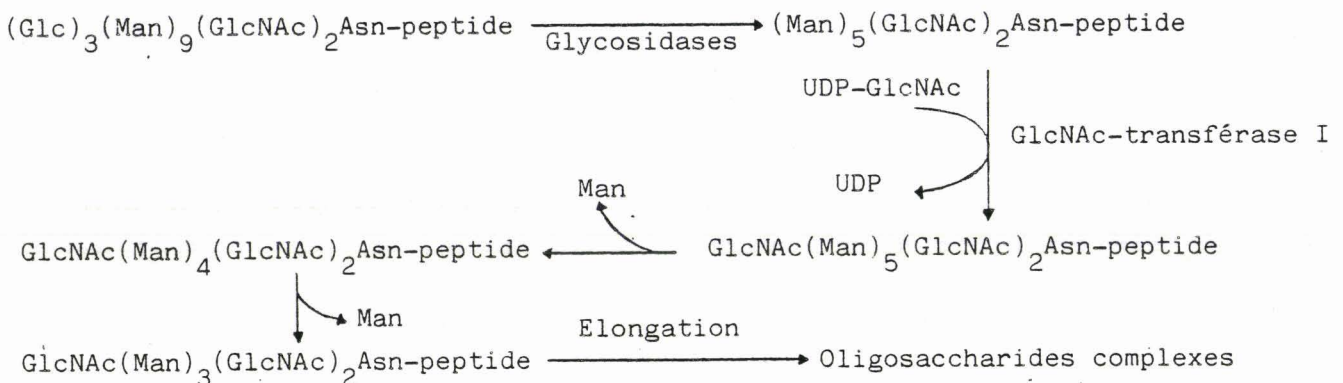 (Glc)3(Man)9(GlcNAc)2Asn-peptide Glycosidases (Man)5(GlcNAc)2Asn-peptide
UDP-GlcNAc
GlcNAc-transférase I
UDP
Man
GlcNAc(Man)4(GlcNAc)2Asn-peptide GlcNAc(Man)5(GlcNAc)2Asn-peptide
Man
Elongation
GlcNAc(Man)3(GlcNAc)2Asn-peptide Oligosaccharides complexes